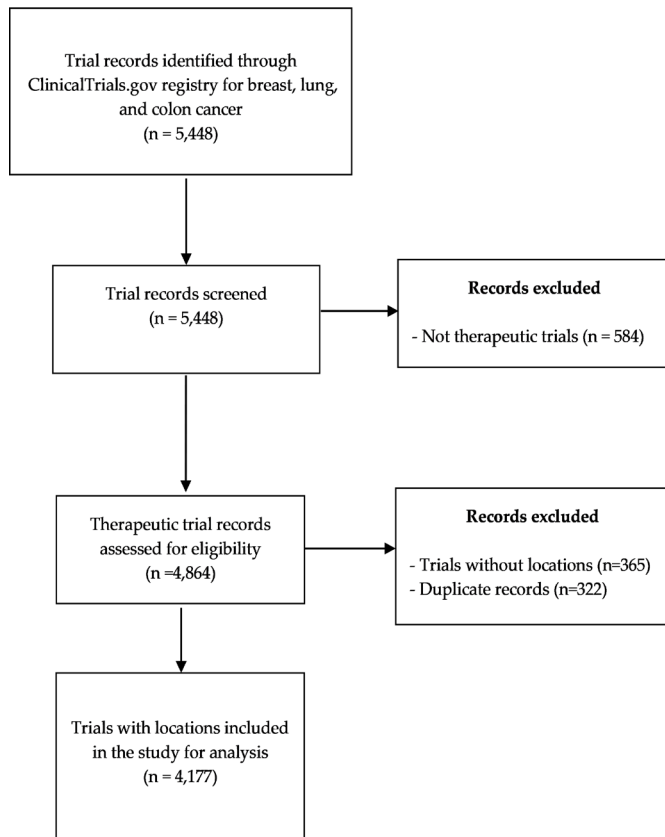 Trial records identified through
ClinicalTrials.gov registry for breast, lung,
and colon cancer
(n = 5,448)
Trial records screened
(n = 5,448)
Records excluded
- Not therapeutic trials (n = 584)
Therapeutic trial records
assessed for eligibility
(n =4,864)
Records excluded
- Trials without locations (n=365)
- Duplicate records (n=322)
Trials with locations included
in the study for analysis
(n = 4,177)